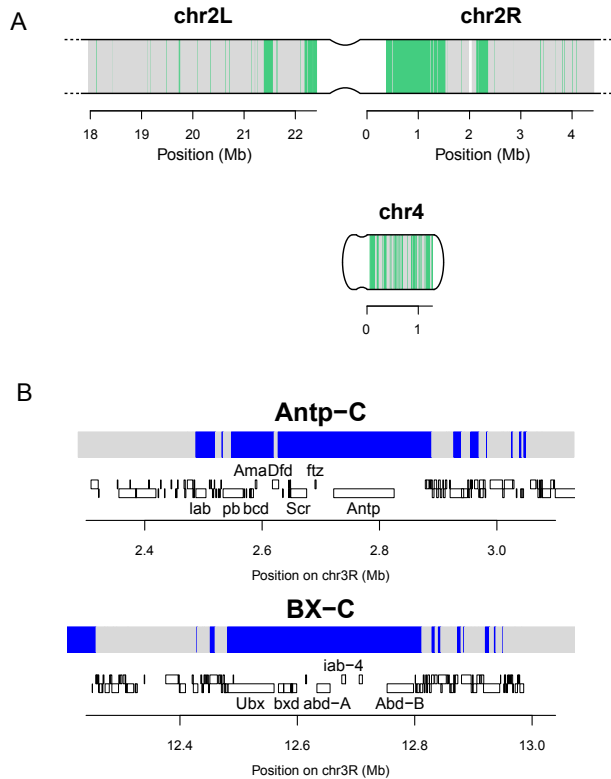 A
chr2L chr2R
18 19 20 21 22 0 1 2 3 4
Position (Mb) Position (Mb)
chr4
0 1
B
Antp−C
AmaDfd ftz
lab pb bcd Scr Antp
2.4 2.6 2.8 3.0
Position on chr3R (Mb)
BX−C
iab−4
Ubx bxd abd−A Abd−B
12.4 12.6 12.8 13.0
Position on chr3R (Mb)